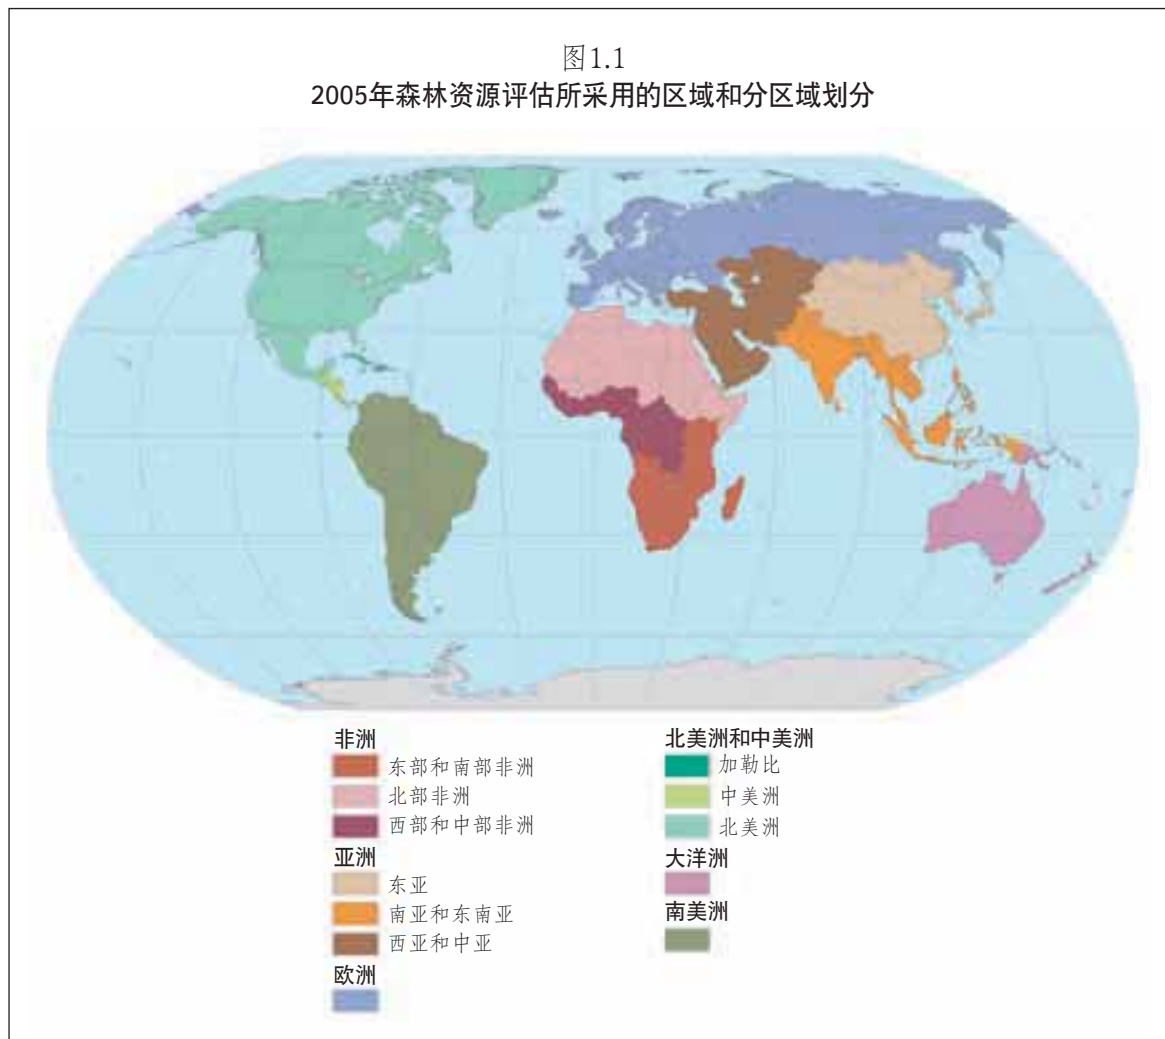 图1.1
2005年森林资源评估所采用的区域和分区域划分
非洲
东部和南部非洲
北部非洲
西部和中部非洲
亚洲
东亚
南亚和东南亚
西亚和中亚
欧洲
北美洲和中美洲
加勒比
中美洲
北美洲
大洋洲
南美洲